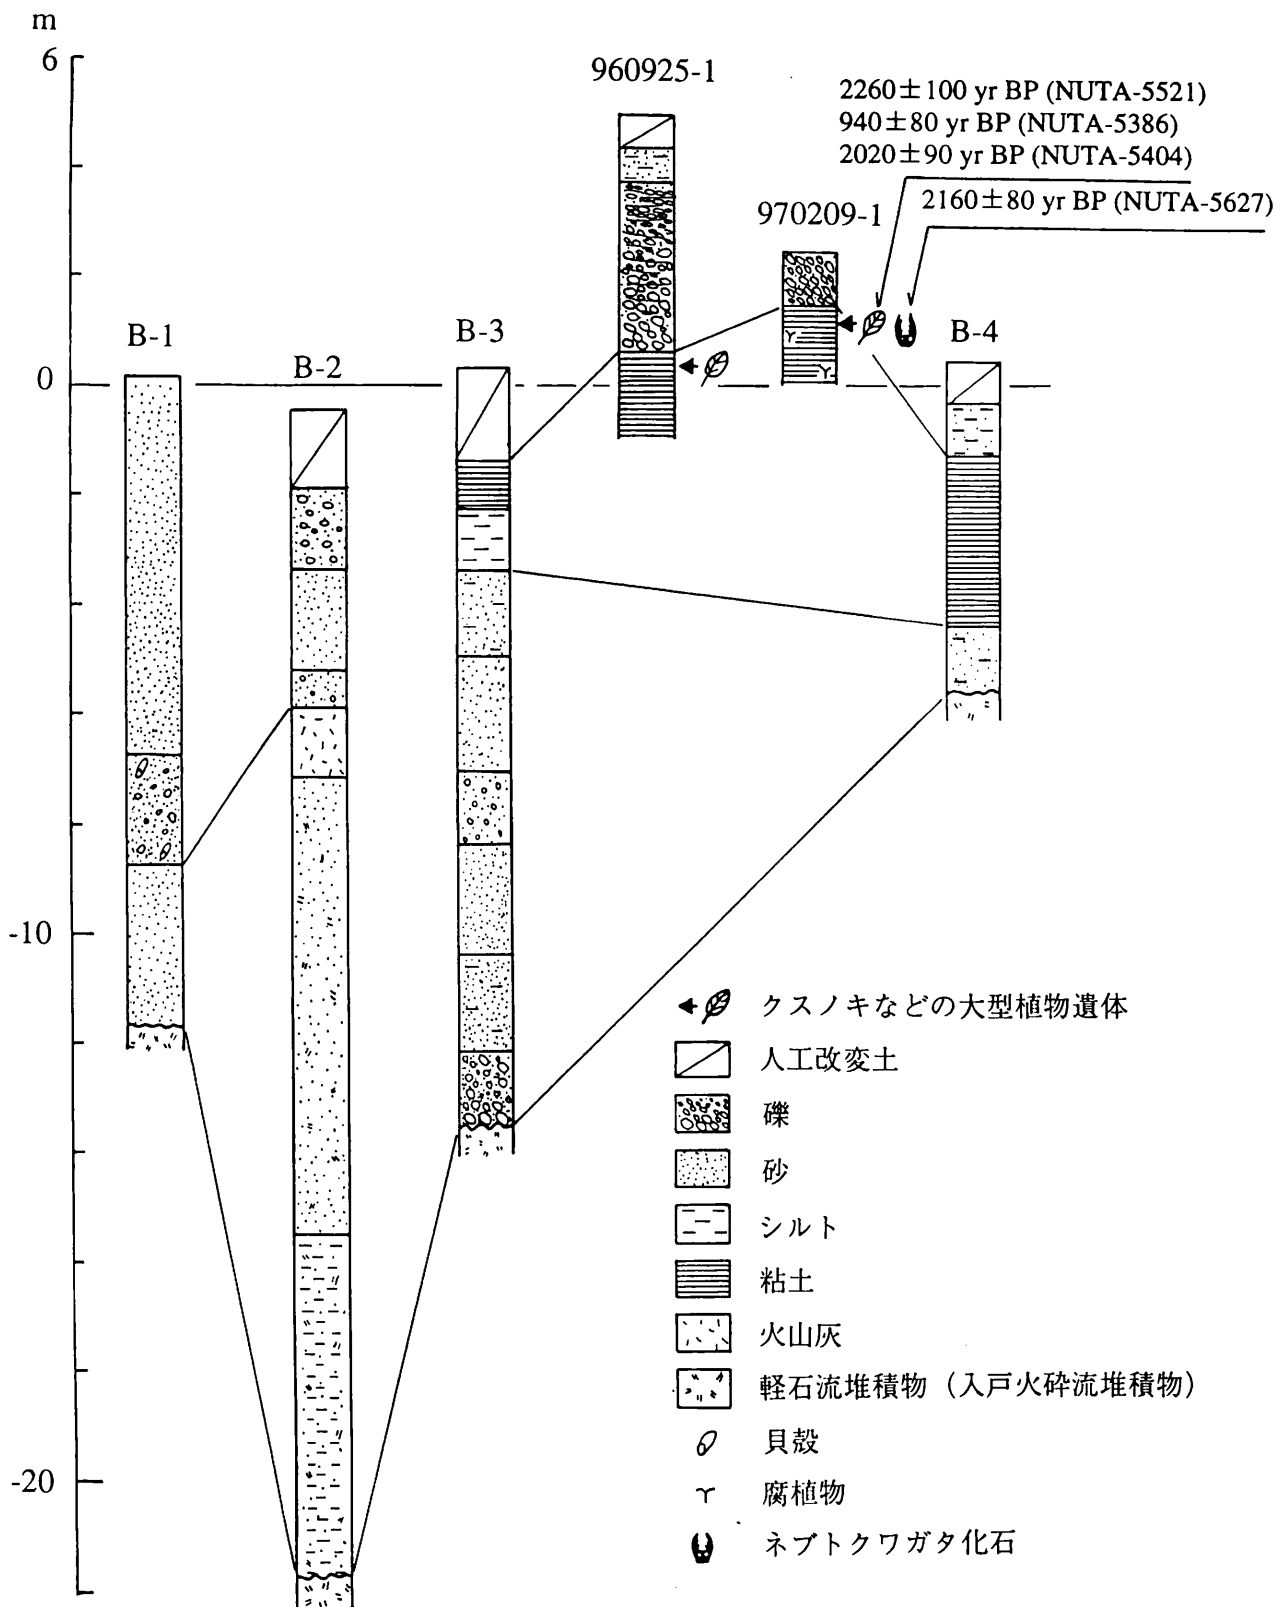 m
6
960925-1
2260±100 yr BP (NUTA-5521)
940±80 yr BP (NUTA-5386)
2020±90 yr BP (NUTA-5404)
2160±80 yr BP (NUTA-5627)
970209-1
B-1
B-2
B-3
B-4
0
-10
-20
クスノキなどの大型植物遺体
人工改変土
礫
砂
シルト
粘土
火山灰
軽石流堆積物（入戸火砕流堆積物）
貝殻
腐植物
ネブトクワガタ化石